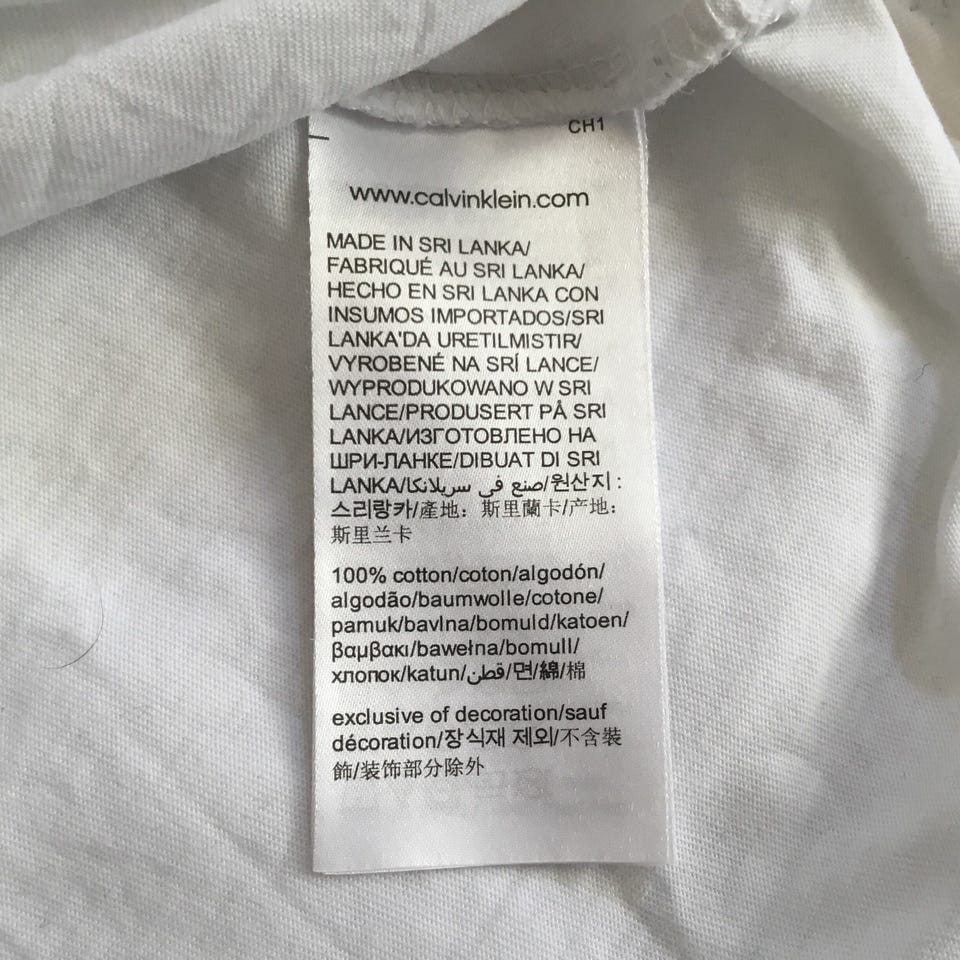 CH1
www.calvinklein.com
MADE IN SRI LANKA/
FABRIQUÉ AU SRI LANKA/
HECHO EN SRI LANKA CON
INSUMOS IMPORTADOS/SRI
LANKA'DA URETILMISTIR/
VYROBENÉ NA SRÍ LANCE/
WYPRODUKOWANO W SRI
LANCE/PRODUSERT PÅ SRI
LANKA/ИЗГОТОВЛЕНО НА
ШРИ-ЛАНКЕ/DIBUAT DI SRI
LANKA/صنع في سريلانكا/원산지 :
스리랑카/產地：斯里蘭卡/产地：
斯里兰卡
100% cotton/coton/algodón/
algodão/baumwolle/cotone/
pamuk/bavlna/bomuld/katoen/
βαμβακι/bawełna/bomull/
хлопок/katun/قطن/면/綿/棉
exclusive of decoration/sauf
décoration/장식재 제외/不含裝
飾/装饰部分除外